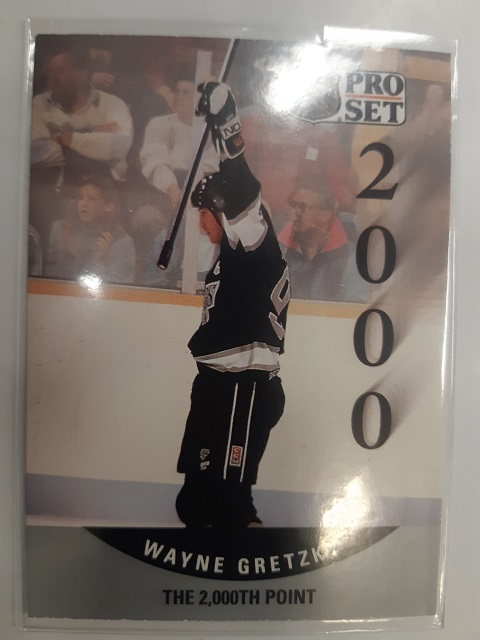 PRO
SET
2000
WAYNE GRETZK
THE 2,000TH POINT